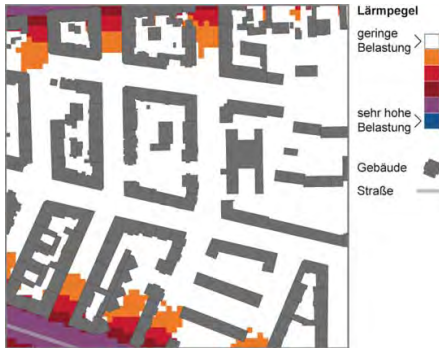 Lärmpegel
geringe
Belastung
sehr hohe
Belastung
Gebäude
Straße